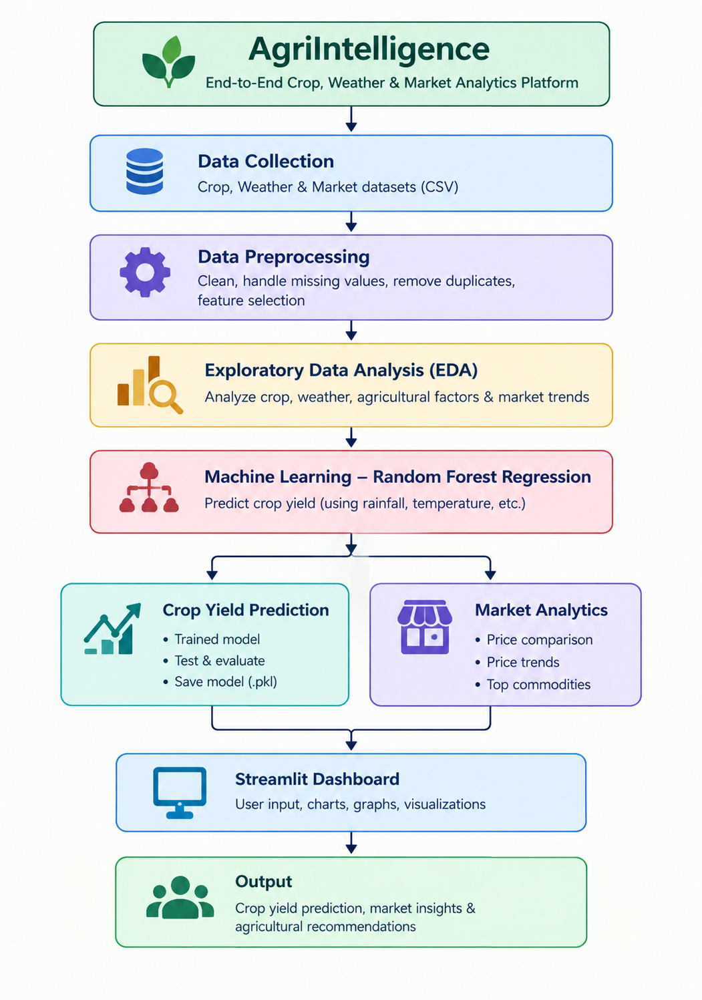 AgriIntelligence
End-to-End Crop, Weather & Market Analytics Platform
Data Collection
Crop, Weather & Market datasets (CSV)
Data Preprocessing
Clean, handle missing values, remove duplicates,
feature selection
Exploratory Data Analysis (EDA)
Analyze crop, weather, agricultural factors & market trends
Machine Learning – Random Forest Regression
Predict crop yield (using rainfall, temperature, etc.)
Crop Yield Prediction
• Trained model
• Test & evaluate
• Save model (.pkl)
Market Analytics
• Price comparison
• Price trends
• Top commodities
Streamlit Dashboard
User input, charts, graphs, visualizations
Output
Crop yield prediction, market insights &
agricultural recommendations